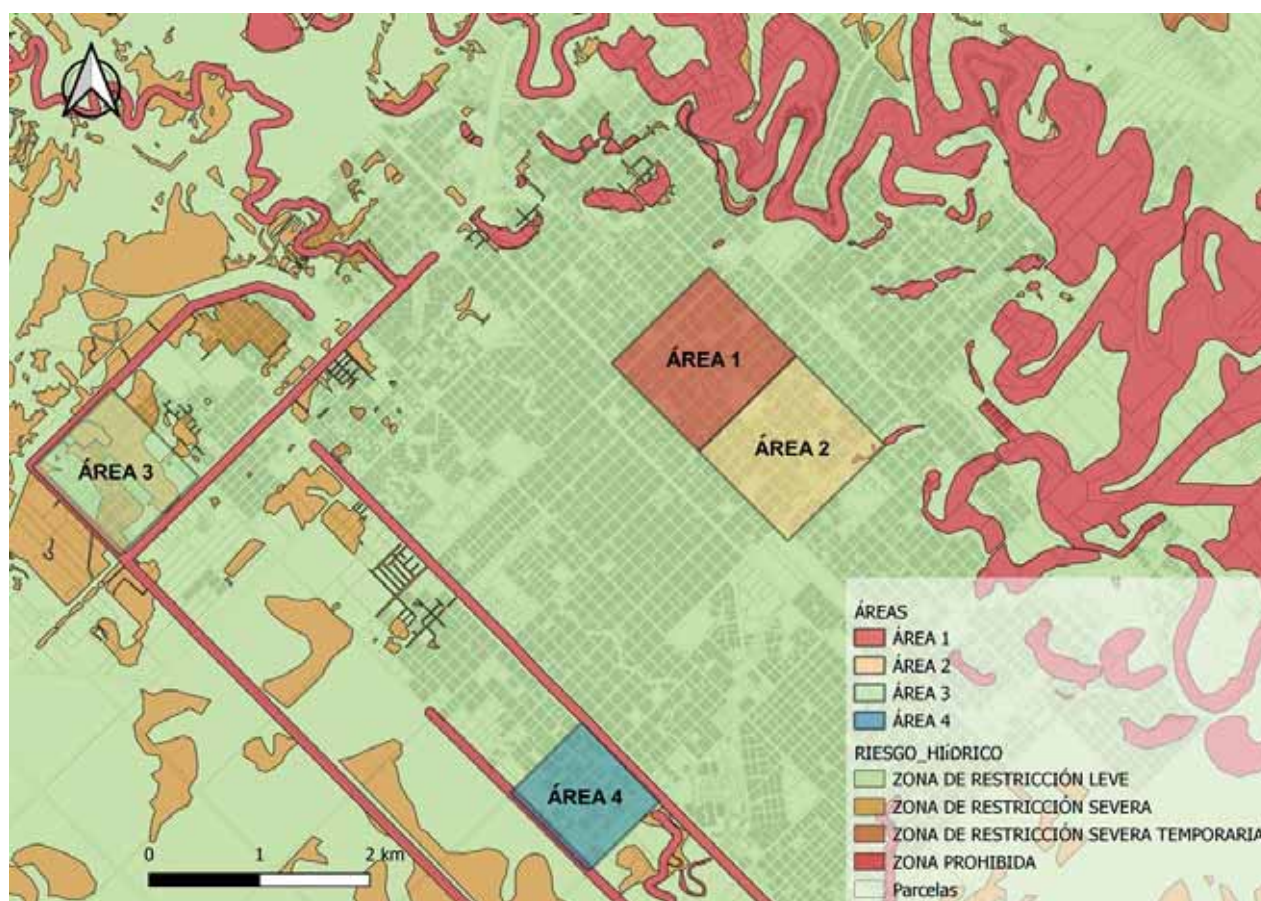 ÁREA 1
ÁREA 2
ÁREA 3
ÁREA 4
0 1 2 km
ÁREAS
ÁREA 1
ÁREA 2
ÁREA 3
ÁREA 4
RIESGO_HIíDRICO
ZONA DE RESTRICCIÓN LEVE
ZONA DE RESTRICCIÓN SEVERA
ZONA DE RESTRICCIÓN SEVERA TEMPORARIA
ZONA PROHIBIDA
Parcelas